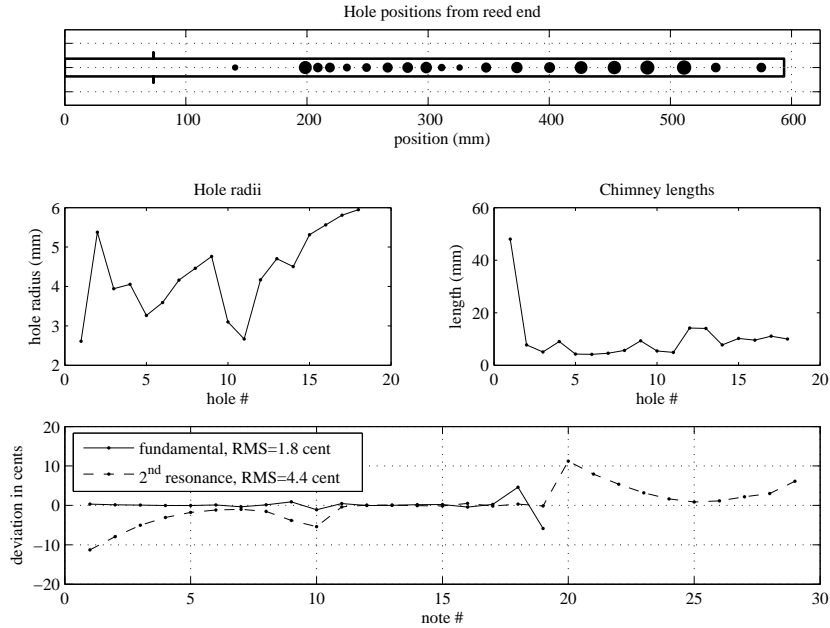 Hole positions from reed end
0 100 200 300 400 500 600
position (mm)
Hole radii
6
5
4
3
2
hole radius (mm)
0 5 10 15 20
hole #
Chimney lengths
60
40
20
0
length (mm)
0 5 10 15 20
hole #
20
10
0
−10
−20
deviation in cents
fundamental, RMS=1.8 cent
2nd resonance, RMS=4.4 cent
0 5 10 15 20 25 30
note #